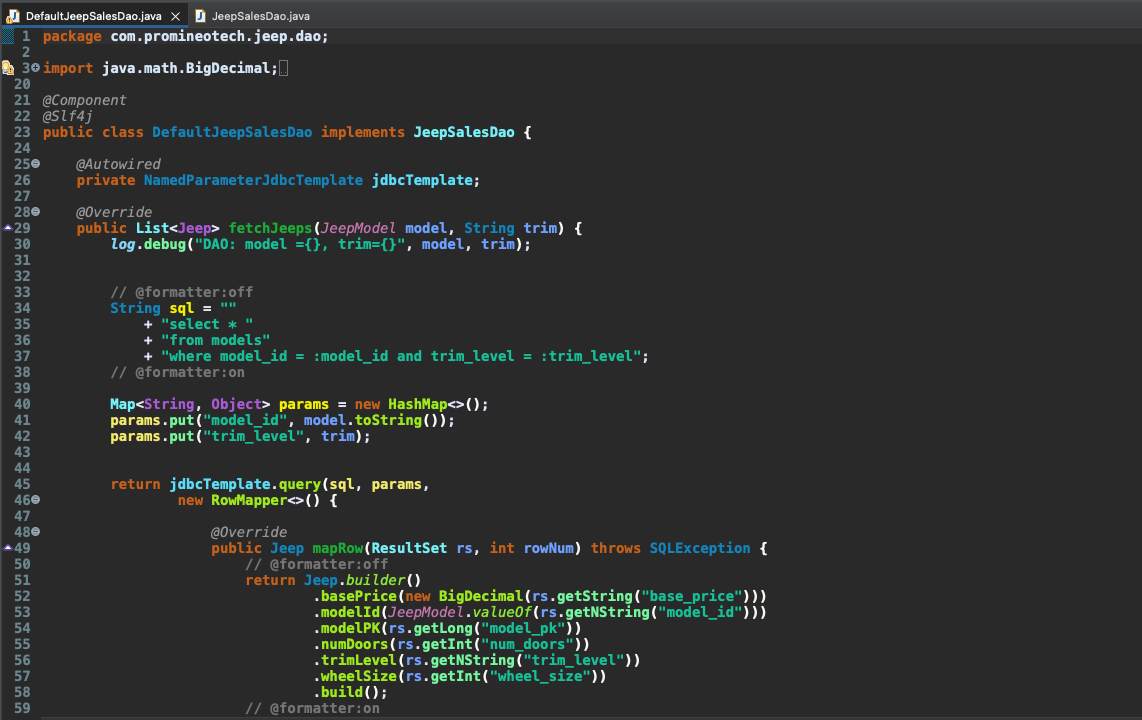 DefaultJeepSalesDao.java
JeepSalesDao.java
1 package com.promineotech.jeep.dao;
2
3 import java.math.BigDecimal;
20
21 @Component
22 @Slf4j
23 public class DefaultJeepSalesDao implements JeepSalesDao {
24
25     @Autowired
26     private NamedParameterJdbcTemplate jdbcTemplate;
27
28     @Override
29     public List<Jeep> fetchJeeps(JeepModel model, String trim) {
30         log.debug("DAO: model ={}, trim={}", model, trim);
31
32
33         // @formatter:off
34         String sql = ""
35             + "select * "
36             + "from models"
37             + "where model_id = :model_id and trim_level = :trim_level";
38         // @formatter:on
39
40         Map<String, Object> params = new HashMap<>();
41         params.put("model_id", model.toString());
42         params.put("trim_level", trim);
43
44
45         return jdbcTemplate.query(sql, params,
46                 new RowMapper<>() {
47
48                     @Override
49                     public Jeep mapRow(ResultSet rs, int rowNum) throws SQLException {
50                         // @formatter:off
51                         return Jeep.builder()
52                                 .basePrice(new BigDecimal(rs.getString("base_price")))
53                                 .modelId(JeepModel.valueOf(rs.getNString("model_id")))
54                                 .modelPK(rs.getLong("model_pk"))
55                                 .numDoors(rs.getInt("num_doors"))
56                                 .trimLevel(rs.getNString("trim_level"))
57                                 .wheelSize(rs.getInt("wheel_size"))
58                                 .build();
59                         // @formatter:on